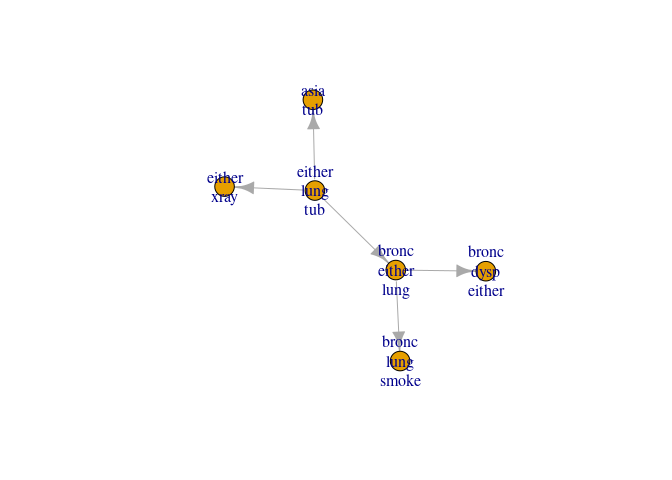 asia
tub
either
xray
either
lung
tub
bronc
either
lung
bronc
dysp
either
bronc
lung
smoke